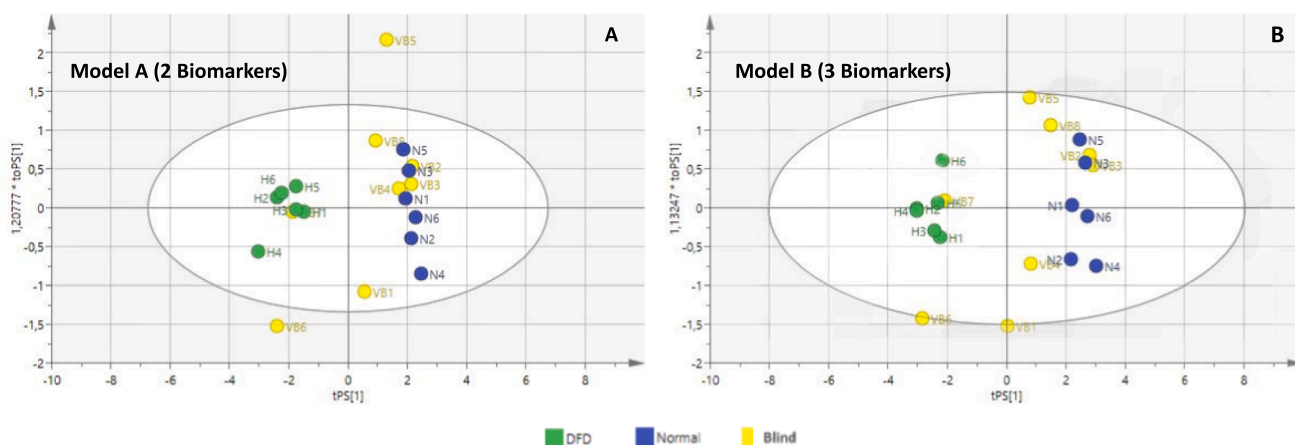 A
Model A (2 Biomarkers)
2
1,5
1
0,5
0
-0,5
-1
-1,5
-2
1,20777 * toPS[1]
-10
-8
-6
-4
-2
0
2
4
6
8
tPS[1]
VB5
VB8
N5
VB2
N3
VB3
VB4
N1
N6
N2
N4
VB1
VB6
H6
H5
H2
H3
H1
H4
B
Model B (3 Biomarkers)
2
1,5
1
0,5
0
-0,5
-1
-1,5
-2
1,13247 * toPS[1]
-10
-8
-6
-4
-2
0
2
4
6
8
tPS[1]
VB5
VB8
N5
VB2
N3
VB3
H6
H5
VB7
H4
H2
N1
N6
H3
H1
N2
N4
VB4
VB6
VB1
DFD
Normal
Blind